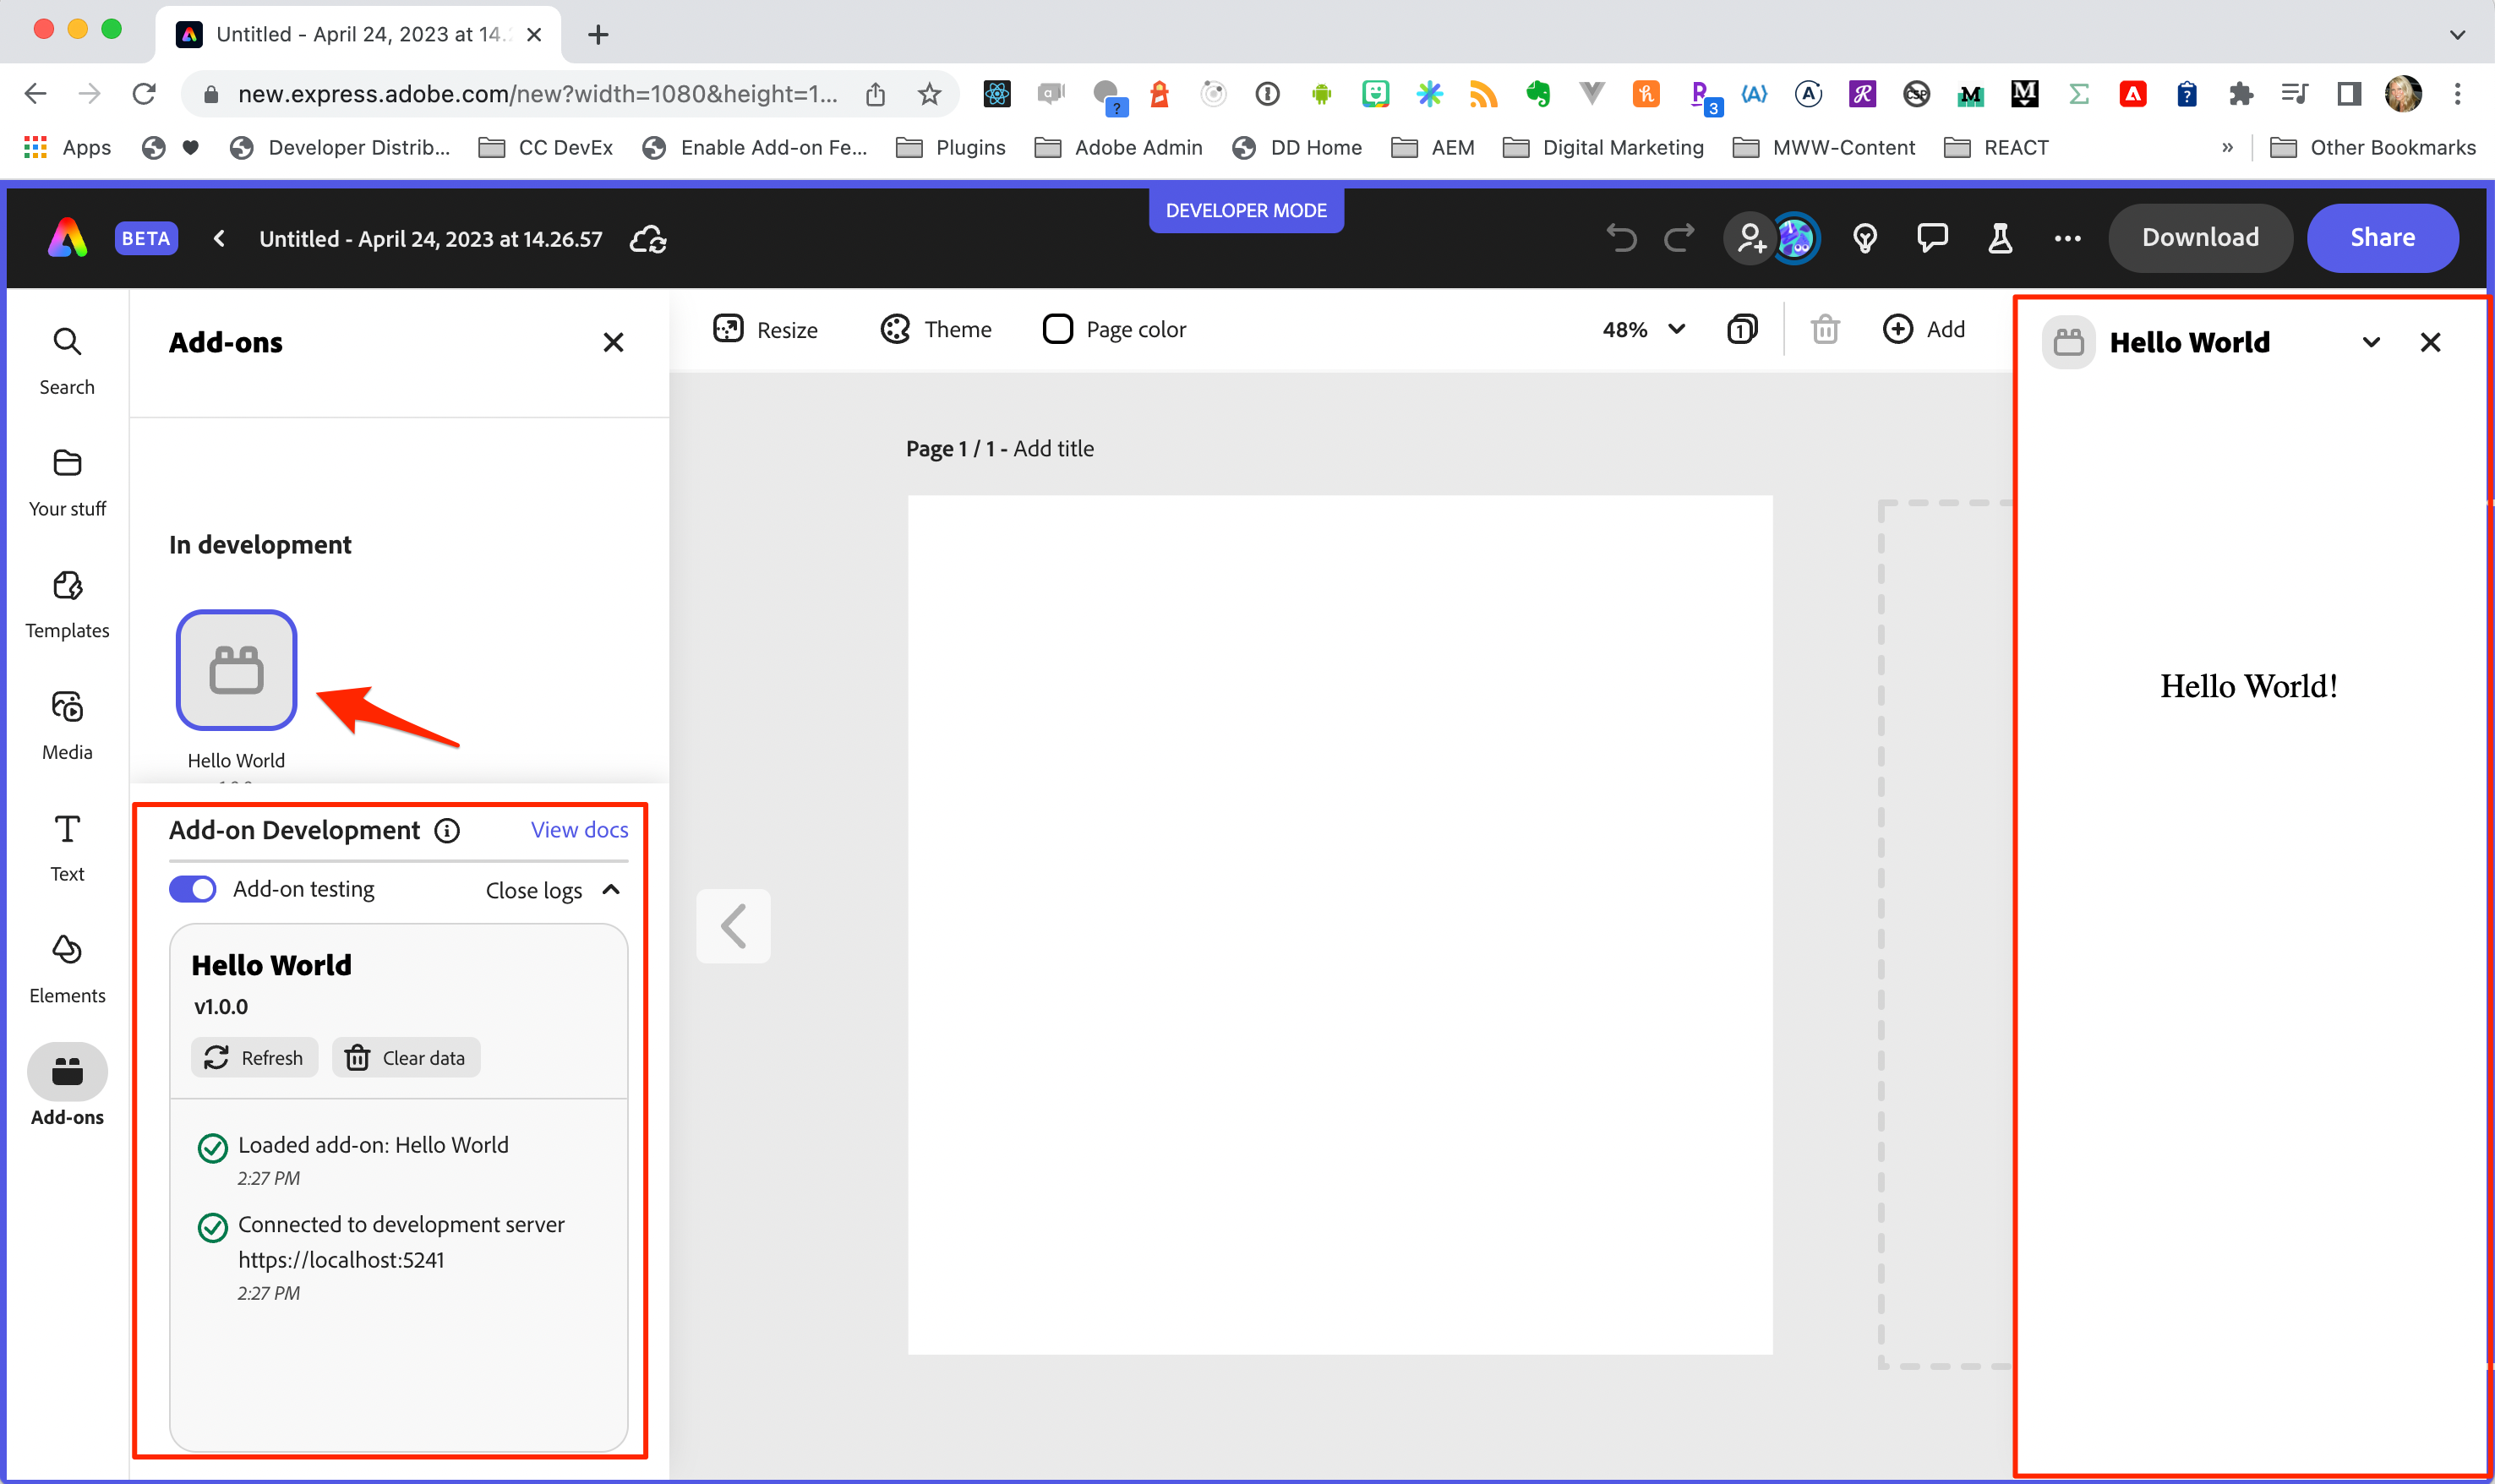 Untitled - April 24, 2023 at 14.
new.express.adobe.com/new?width=1080&height=1...
Apps
Developer Distrib...
CC DevEx
Enable Add-on Fe...
Plugins
Adobe Admin
DD Home
AEM
Digital Marketing
MWW-Content
REACT
»
Other Bookmarks
BETA
Untitled - April 24, 2023 at 14.26.57
DEVELOPER MODE
Download
Share
Search
Your stuff
Templates
Media
Text
Elements
Add-ons
Add-ons
In development
Hello World
Add-on Development
View docs
Add-on testing
Close logs
Hello World
v1.0.0
Refresh
Clear data
Loaded add-on: Hello World
2:27 PM
Connected to development server
https://localhost:5241
2:27 PM
Resize
Theme
Page color
48%
1
Add
Page 1 / 1 - Add title
Hello World
Hello World!